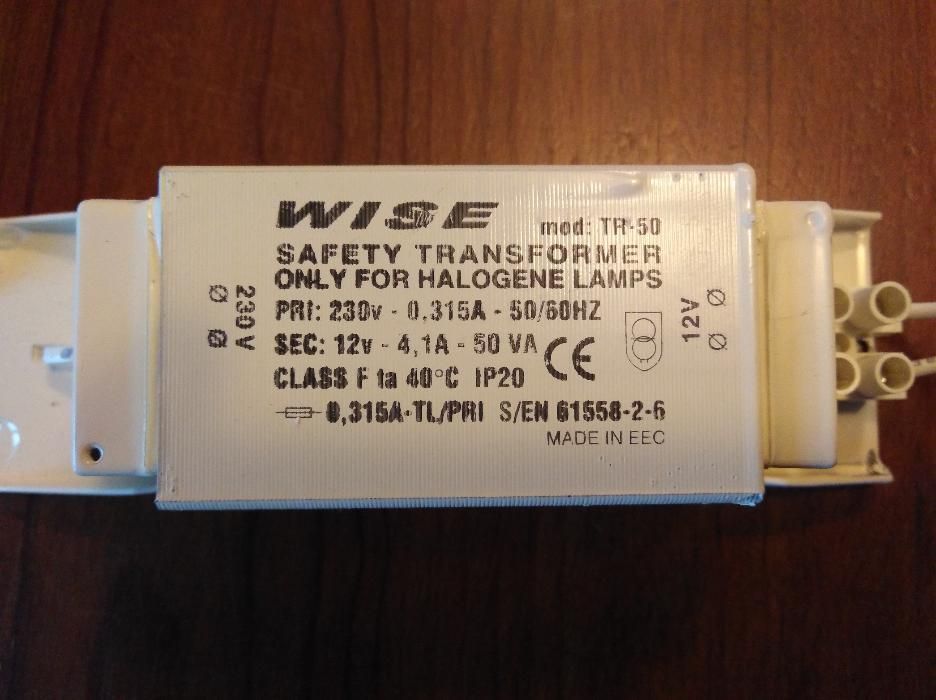 WISE
mod: TR-50
SAFETY TRANSFORMER
ONLY FOR HALOGENE LAMPS
PRI: 230v - 0,315A - 50/60HZ
SEC: 12v - 4,1A - 50 VA
CE
CLASS F ta 40°C IP20
0,315A-TL/PRI S/EN 61558-2-6
MADE IN EEC
230V
12V